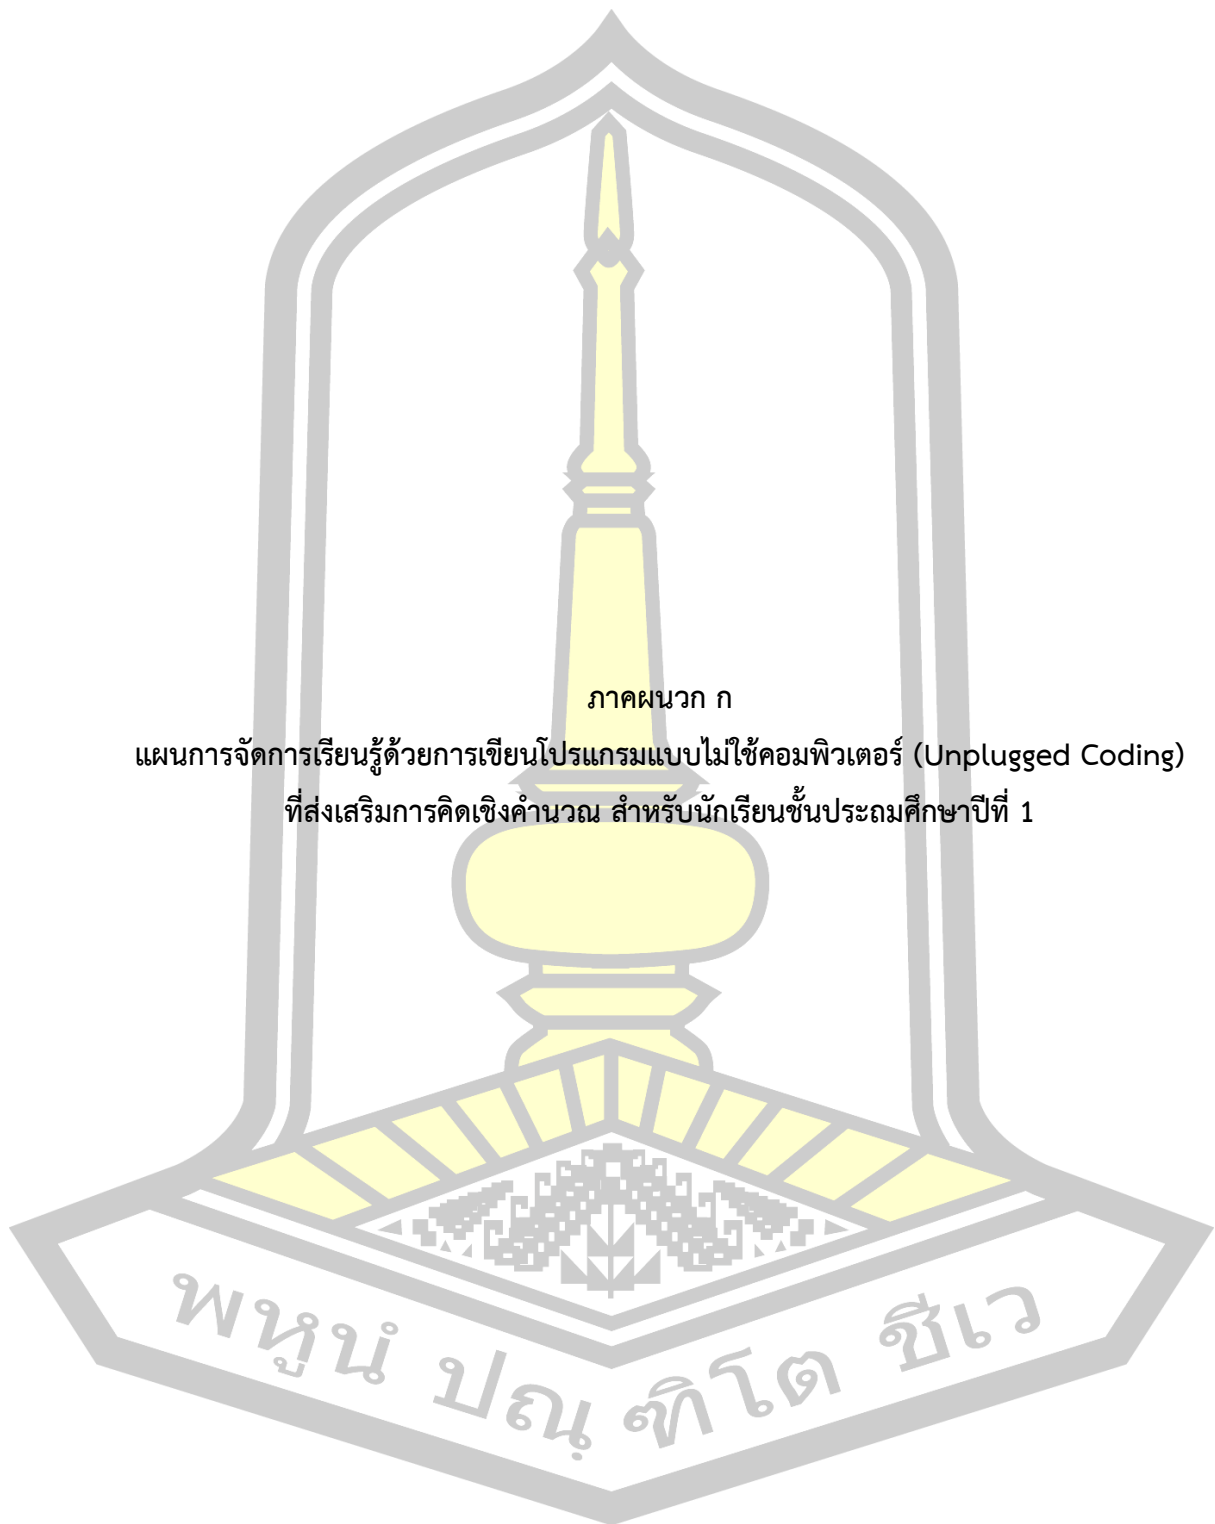 ภาคผนวก ก
แผนการจัดการเรียนรู้ด้วยการเขียนโปรแกรมแบบไม่ใช้คอมพิวเตอร์ (Unplugged Coding)
ที่ส่งเสริมการคิดเชิงคำนวณ สำหรับนักเรียนชั้นประถมศึกษาปีที่ 1
พหูนํ ปณฺฑิโต ชีเว